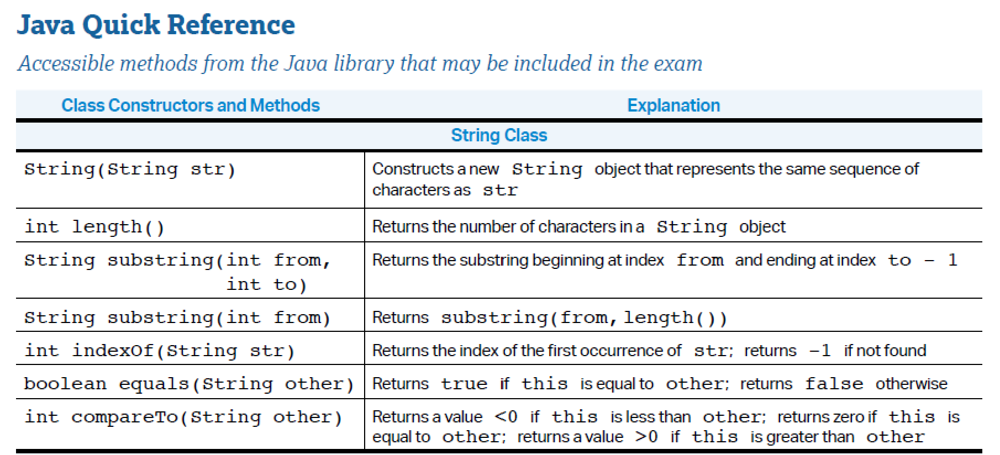 Java Quick Reference
Accessible methods from the Java library that may be included in the exam
Class Constructors and Methods Explanation
String Class
String(String str) Constructs a new String object that represents the same sequence of
characters as str
int length() Returns the number of characters in a String object
String substring(int from, Returns the substring beginning at index from and ending at index to − 1
int to)
String substring(int from) Returns substring(from, length())
int indexOf(String str) Returns the index of the first occurrence of str; returns −1 if not found
boolean equals(String other) Returns true if this is equal to other; returns false otherwise
int compareTo(String other) Returns a value <0 if this is less than other; returns zero if this is
equal to other; returns a value >0 if this is greater than other